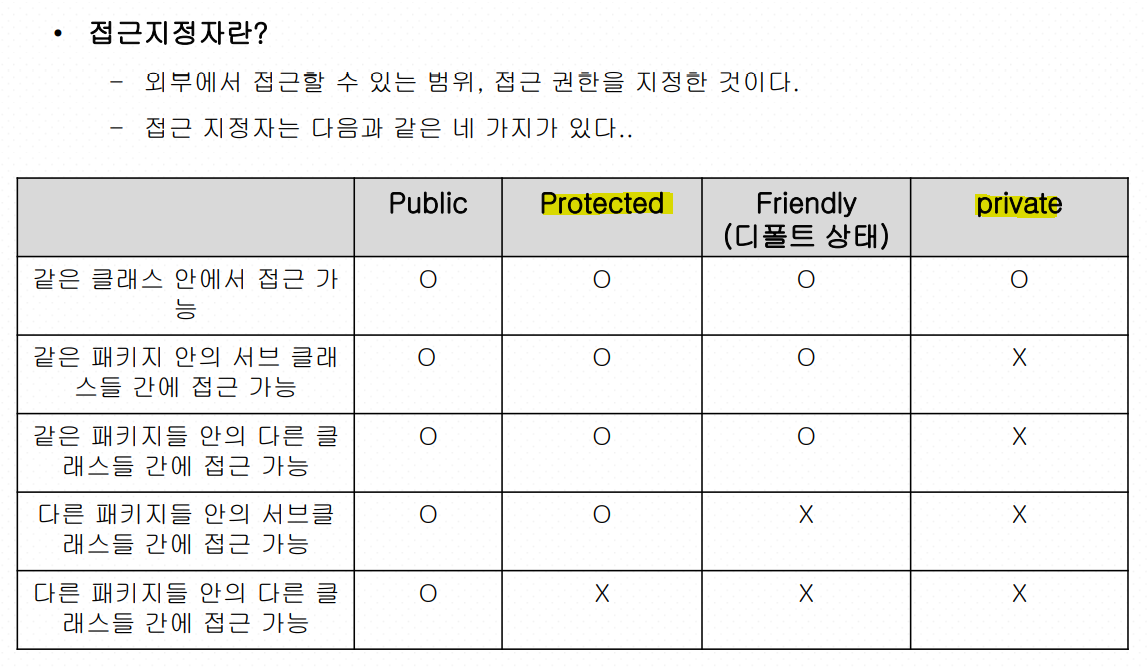 • 접근지정자란?
– 외부에서 접근할 수 있는 범위, 접근 권한을 지정한 것이다.
– 접근 지정자는 다음과 같은 네 가지가 있다..
Public Protected Friendly private
(디폴트 상태)
같은 클래스 안에서 접근 가 O O O O
능
같은 패키지 안의 서브 클래 O O O X
스들 간에 접근 가능
같은 패키지들 안의 다른 클 O O O X
래스들 간에 접근 가능
다른 패키지들 안의 서브클 O O X X
래스들 간에 접근 가능
다른 패키지들 안의 다른 클 O X X X
래스들 간에 접근 가능